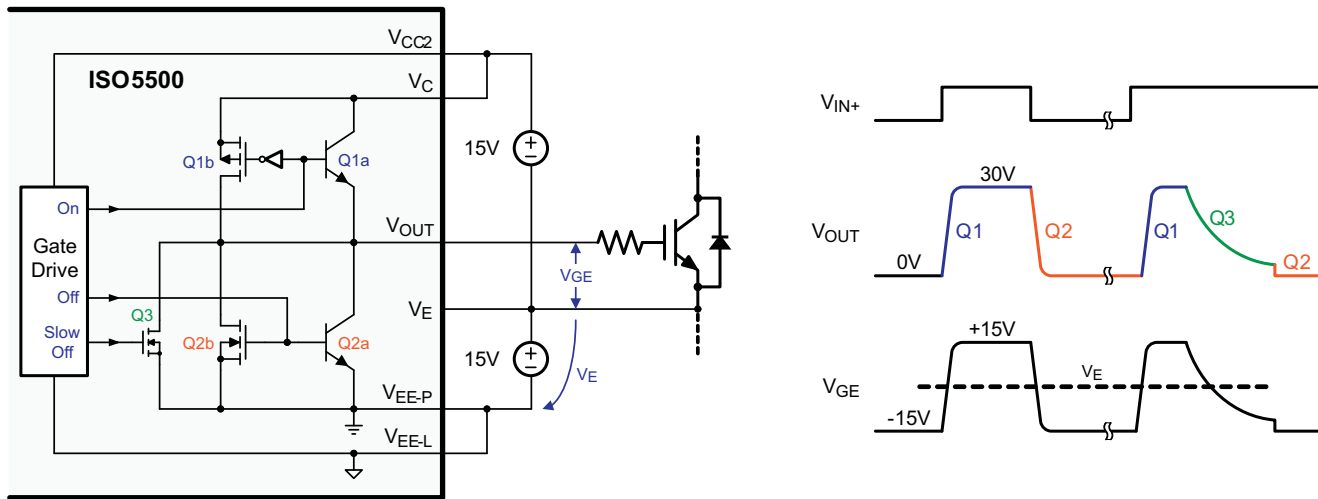 VCC2
ISO5500
VC
Q1b
Q1a
15V
On
VOUT
Gate
Drive
VGE
Off
VE
Q3
Slow
Off
Q2b
Q2a
15V
VE
VEE-P
VEE-L
VIN+
30V
VOUT
Q1
Q2
Q1
Q3
0V
Q2
+15V
VE
VGE
-15V